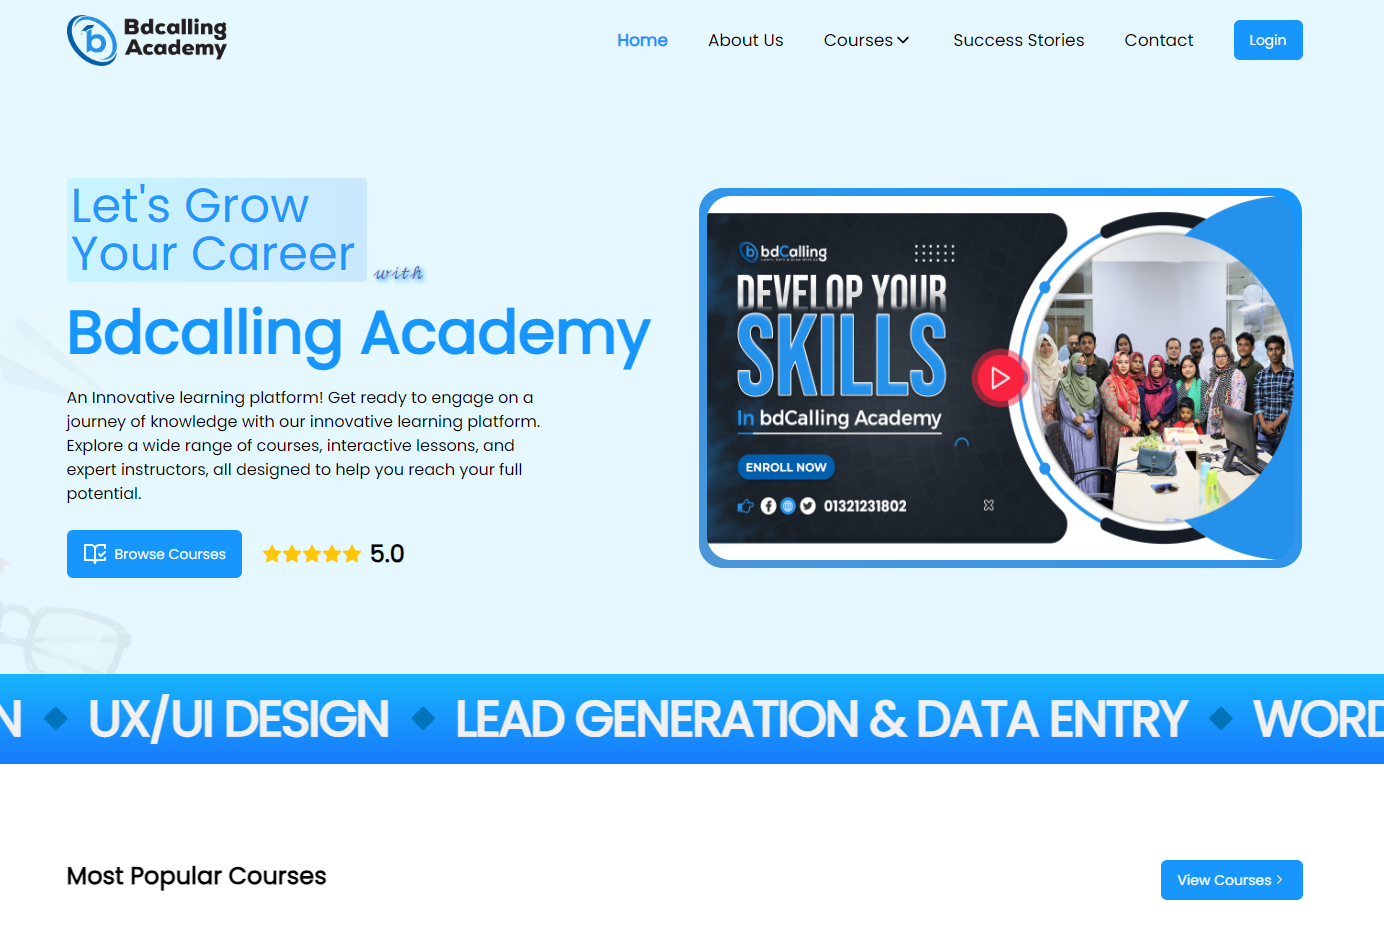 Bdcalling
Academy
Home
About Us
Courses
Success Stories
Contact
Login
Let's Grow
Your Career
with
Bdcalling Academy
An Innovative learning platform! Get ready to engage on a
journey of knowledge with our innovative learning platform.
Explore a wide range of courses, interactive lessons, and
expert instructors, all designed to help you reach your full
potential.
Browse Courses
5.0
bdCalling
DEVELOP YOUR
SKILLS
In bdCalling Academy
ENROLL NOW
01321231802
N ◆ UX/UI DESIGN ◆ LEAD GENERATION & DATA ENTRY ◆ WORD
Most Popular Courses
View Courses >